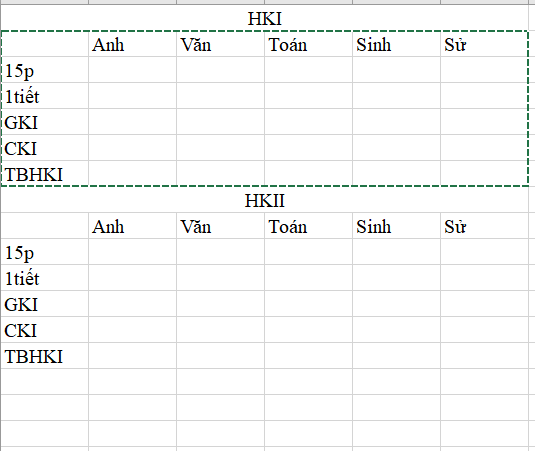 HKI
Anh Văn Toán Sinh Sử
15p
1tiết
GKI
CKI
TBHKI
HKII
Anh Văn Toán Sinh Sử
15p
1tiết
GKI
CKI
TBHKI